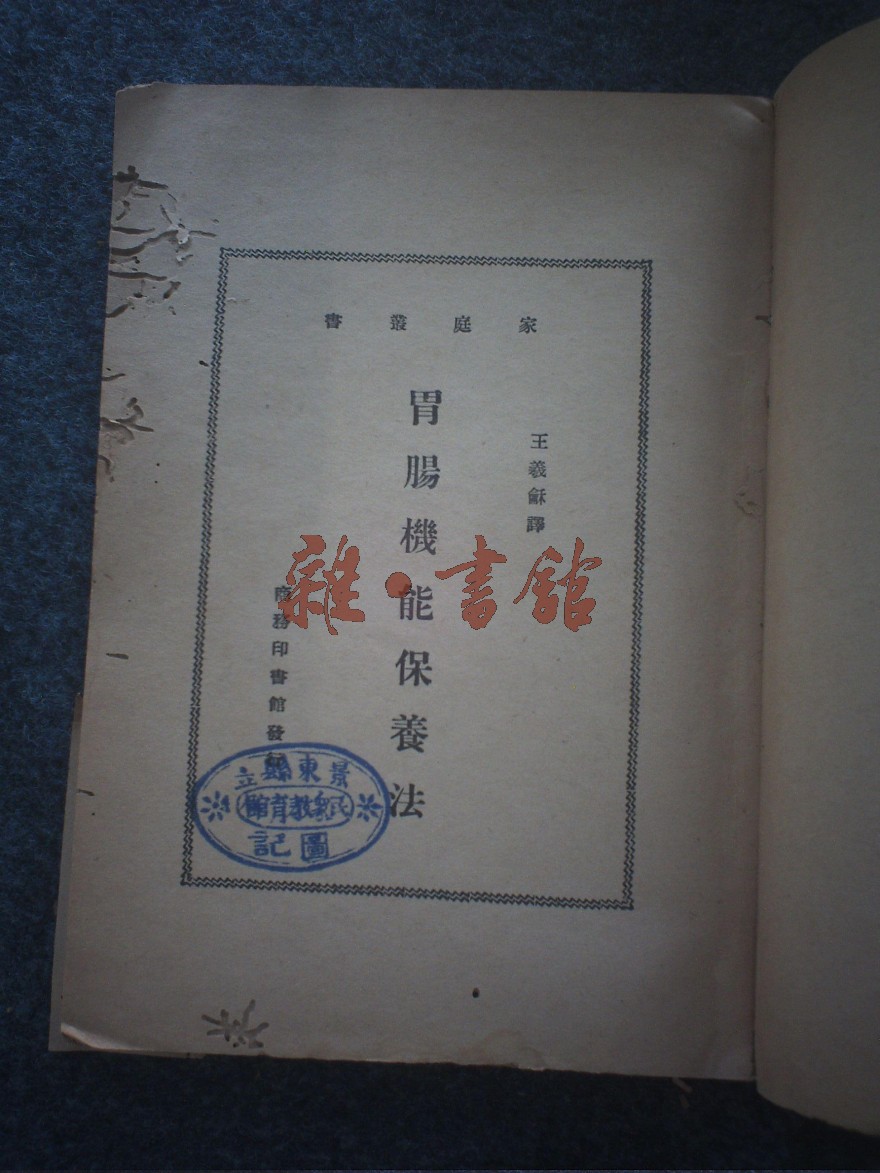 書叢庭家
王羲龢譯
胃腸機能保養法
商務印書館發行
雜·書館
景東縣立
民衆教育館
圖記